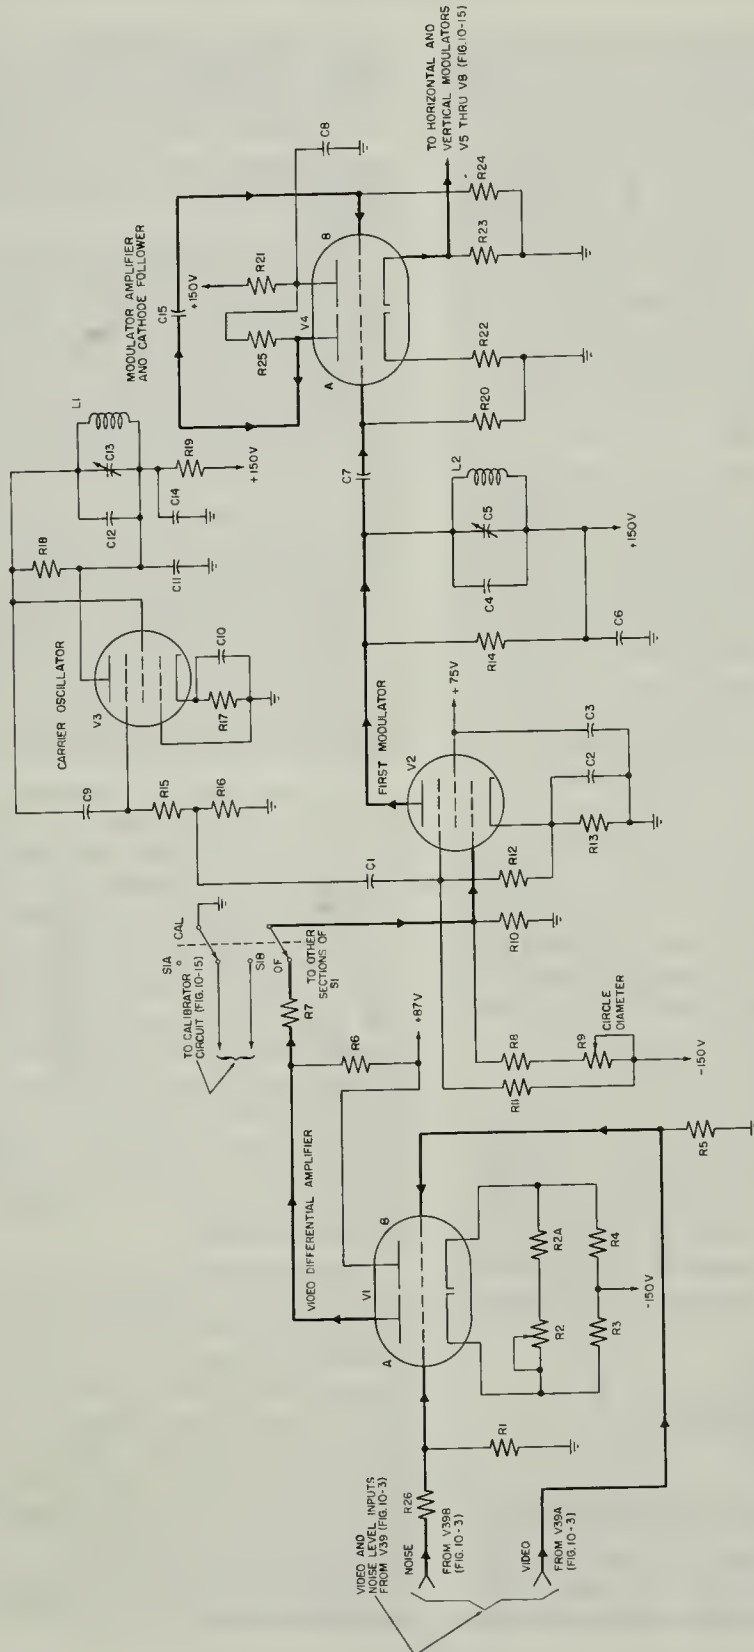 VIDEO AND
NOISE LEVEL INPUTS
FROM V39 (FIG. 10-3)
NOISE
FROM V39B
(FIG. 10-3)
VIDEO
FROM V39A
(FIG. 10-3)
R26
R1
A
V1
B
VIDEO DIFFERENTIAL AMPLIFIER
R2
R2A
R3
R4
-150V
R5
R6
+87V
R7
TO CALIBRATOR
CIRCUIT (FIG. 10-15)
S1A
CAL
S1B
OF
TO OTHER
SECTIONS OF
S1
R11
R8
R9
CIRCLE
DIAMETER
-150V
R10
C1
R12
R13
C2
C3
FIRST MODULATOR
V2
+75V
C9
R15
R16
CARRIER OSCILLATOR
V3
R17
C10
R18
C11
C12
C13
L1
C14
R19
+150V
R14
C6
C4
C5
L2
+150V
C7
MODULATOR AMPLIFIER
AND CATHODE FOLLOWER
C15
+150V
R25
R21
V4
A
B
C8
R20
R22
R23
R24
TO HORIZONTAL AND
VERTICAL MODULATORS
V5 THRU V8 (FIG. 10-15)